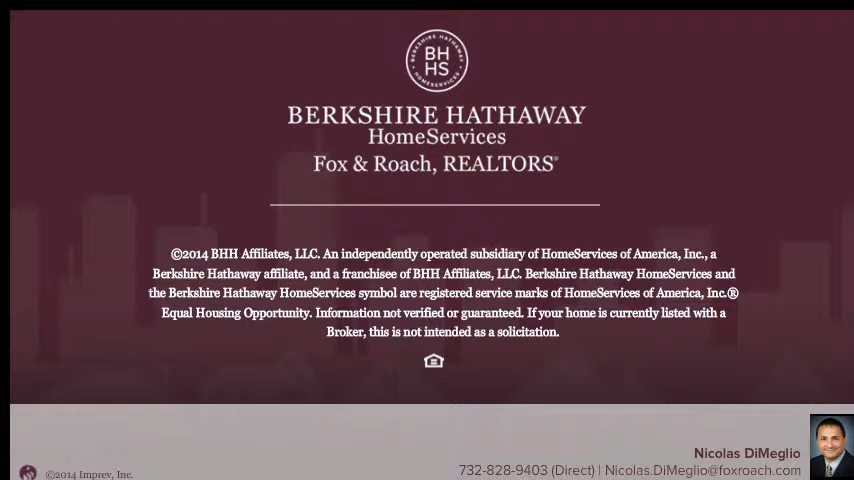 BERKSHIRE HATHAWAY
HOMESERVICES
BH
HS
BERKSHIRE HATHAWAY
HomeServices
Fox & Roach, REALTORS®
©2014 BHH Affiliates, LLC. An independently operated subsidiary of HomeServices of America, Inc., a
Berkshire Hathaway affiliate, and a franchisee of BHH Affiliates, LLC. Berkshire Hathaway HomeServices and
the Berkshire Hathaway HomeServices symbol are registered service marks of HomeServices of America, Inc.®
Equal Housing Opportunity. Information not verified or guaranteed. If your home is currently listed with a
Broker, this is not intended as a solicitation.
Nicolas DiMeglio
732-828-9403 (Direct) | Nicolas.DiMeglio@foxroach.com
©2014 Imprev, Inc.